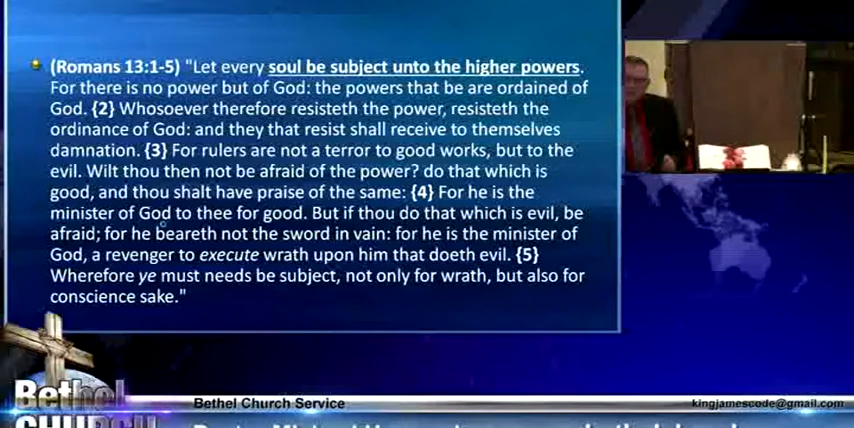 (Romans 13:1-5) "Let every soul be subject unto the higher powers.
For there is no power but of God: the powers that be are ordained of
God. {2} Whosoever therefore resisteth the power, resisteth the
ordinance of God: and they that resist shall receive to themselves
damnation. {3} For rulers are not a terror to good works, but to the
evil. Wilt thou then not be afraid of the power? do that which is
good, and thou shalt have praise of the same: {4} For he is the
minister of God to thee for good. But if thou do that which is evil, be
afraid; for he beareth not the sword in vain: for he is the minister of
God, a revenger to execute wrath upon him that doeth evil. {5}
Wherefore ye must needs be subject, not only for wrath, but also for
conscience sake."
Bethel
CHURCH
Bethel Church Service
kingjamescode@gmail.com